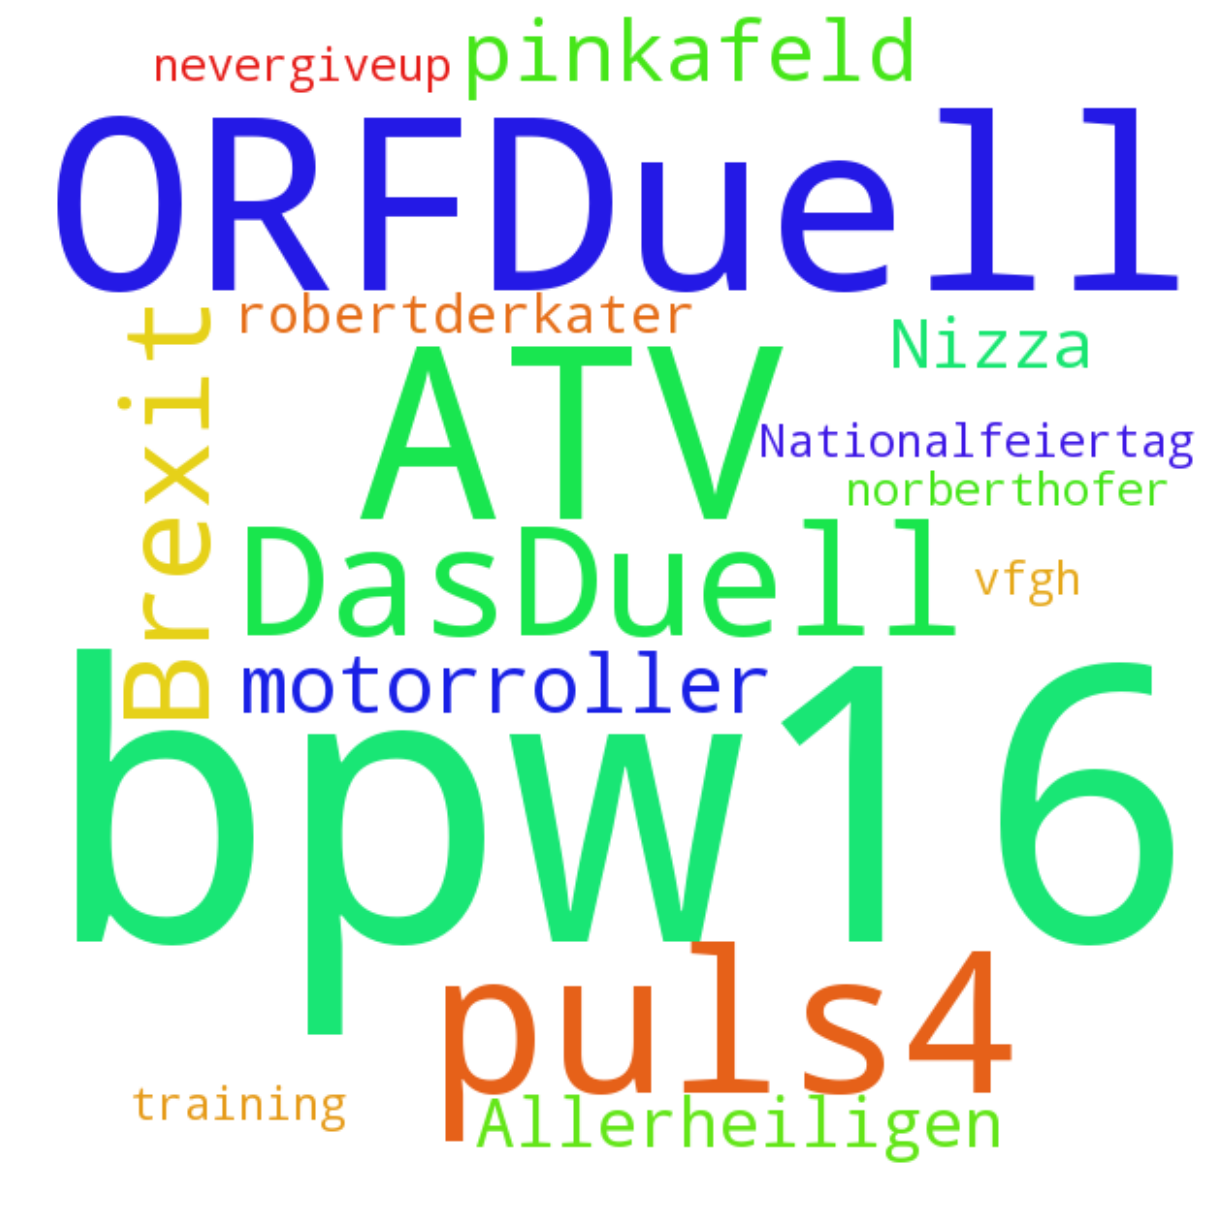 nevergiveup
pinkafeld
ORFDuell
robertderkater
Nizza
Brexit
ATV
Nationalfeiertag
norberthofer
DasDuell
vfgh
motorroller
bpw16
puls4
training
Allerheiligen